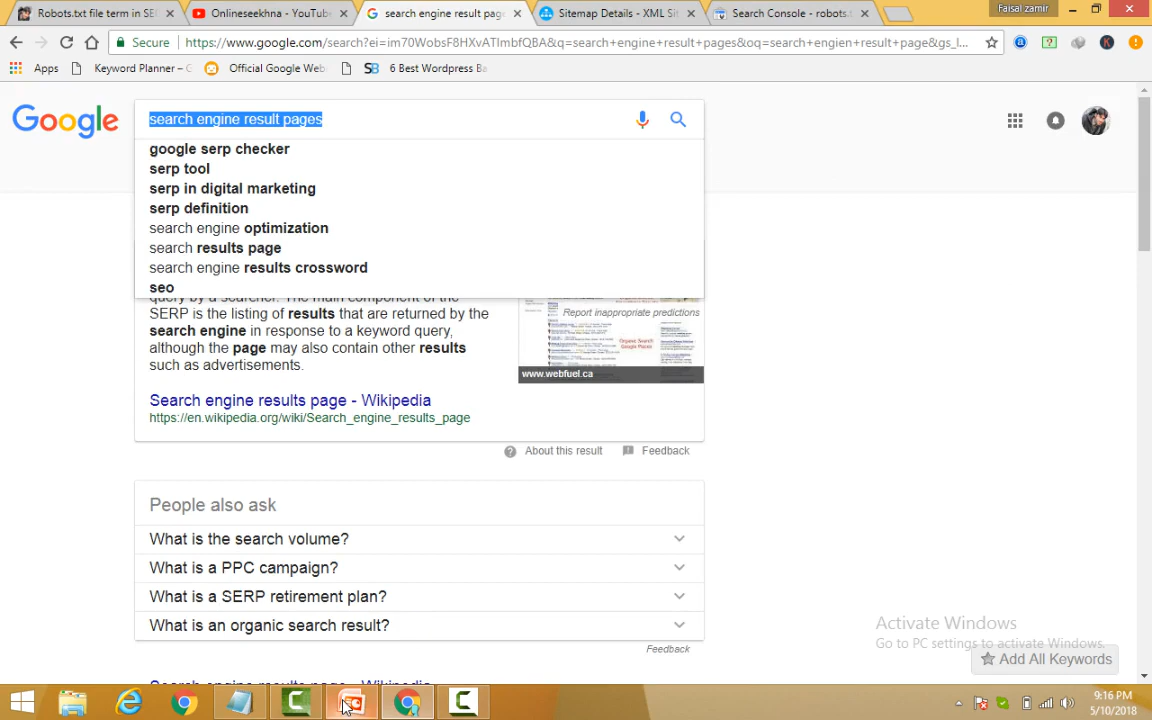 Robots.txt file term in SEI
Onlineseekhna - YouTube
search engine result page
Sitemap Details - XML Sit
Search Console - robots.t
Faisal zamir
Secure
https://www.google.com/search?ei=im70WobsF8HXvATlmbfQBA&q=search+engine+result+pages&oq=search+engien+result+page&gs_l...
Apps
Keyword Planner – G
Official Google Web
6 Best Wordpress Ba
Google
search engine result pages
google serp checker
serp tool
serp in digital marketing
serp definition
search engine optimization
search results page
search engine results crossword
seo
Report inappropriate predictions
query by a searcher. The main component of the
SERP is the listing of results that are returned by the
search engine in response to a keyword query,
although the page may also contain other results
such as advertisements.
www.webfuel.ca
Search engine results page - Wikipedia
https://en.wikipedia.org/wiki/Search_engine_results_page
About this result
Feedback
People also ask
What is the search volume?
What is a PPC campaign?
What is a SERP retirement plan?
What is an organic search result?
Feedback
Activate Windows
Go to PC settings to activate Windows.
Add All Keywords
9:16 PM
5/10/2018